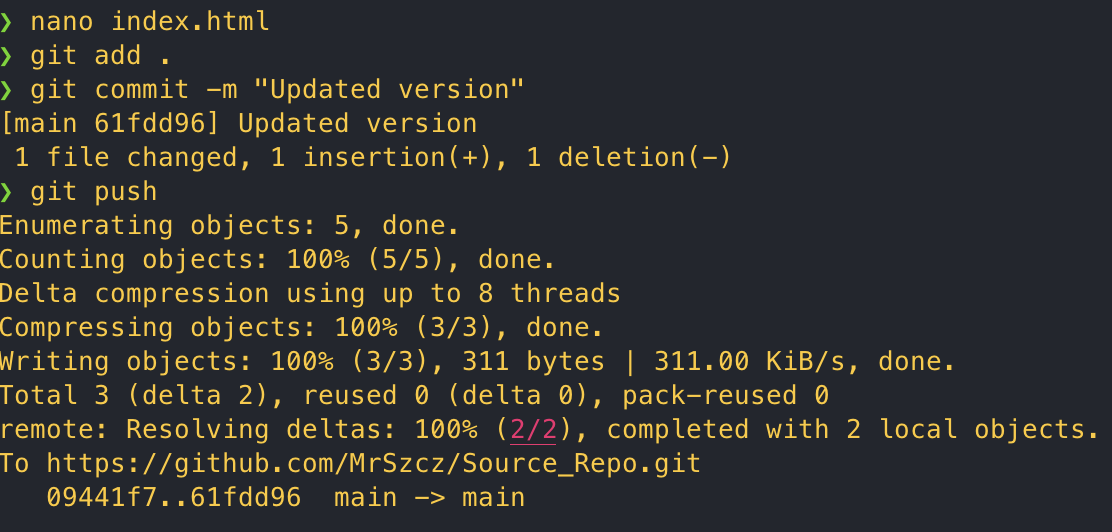 ❯ nano index.html
❯ git add .
❯ git commit -m "Updated version"
[main 61fdd96] Updated version
 1 file changed, 1 insertion(+), 1 deletion(-)
❯ git push
Enumerating objects: 5, done.
Counting objects: 100% (5/5), done.
Delta compression using up to 8 threads
Compressing objects: 100% (3/3), done.
Writing objects: 100% (3/3), 311 bytes | 311.00 KiB/s, done.
Total 3 (delta 2), reused 0 (delta 0), pack-reused 0
remote: Resolving deltas: 100% (2/2), completed with 2 local objects.
To https://github.com/MrSzcz/Source_Repo.git
   09441f7..61fdd96  main -> main